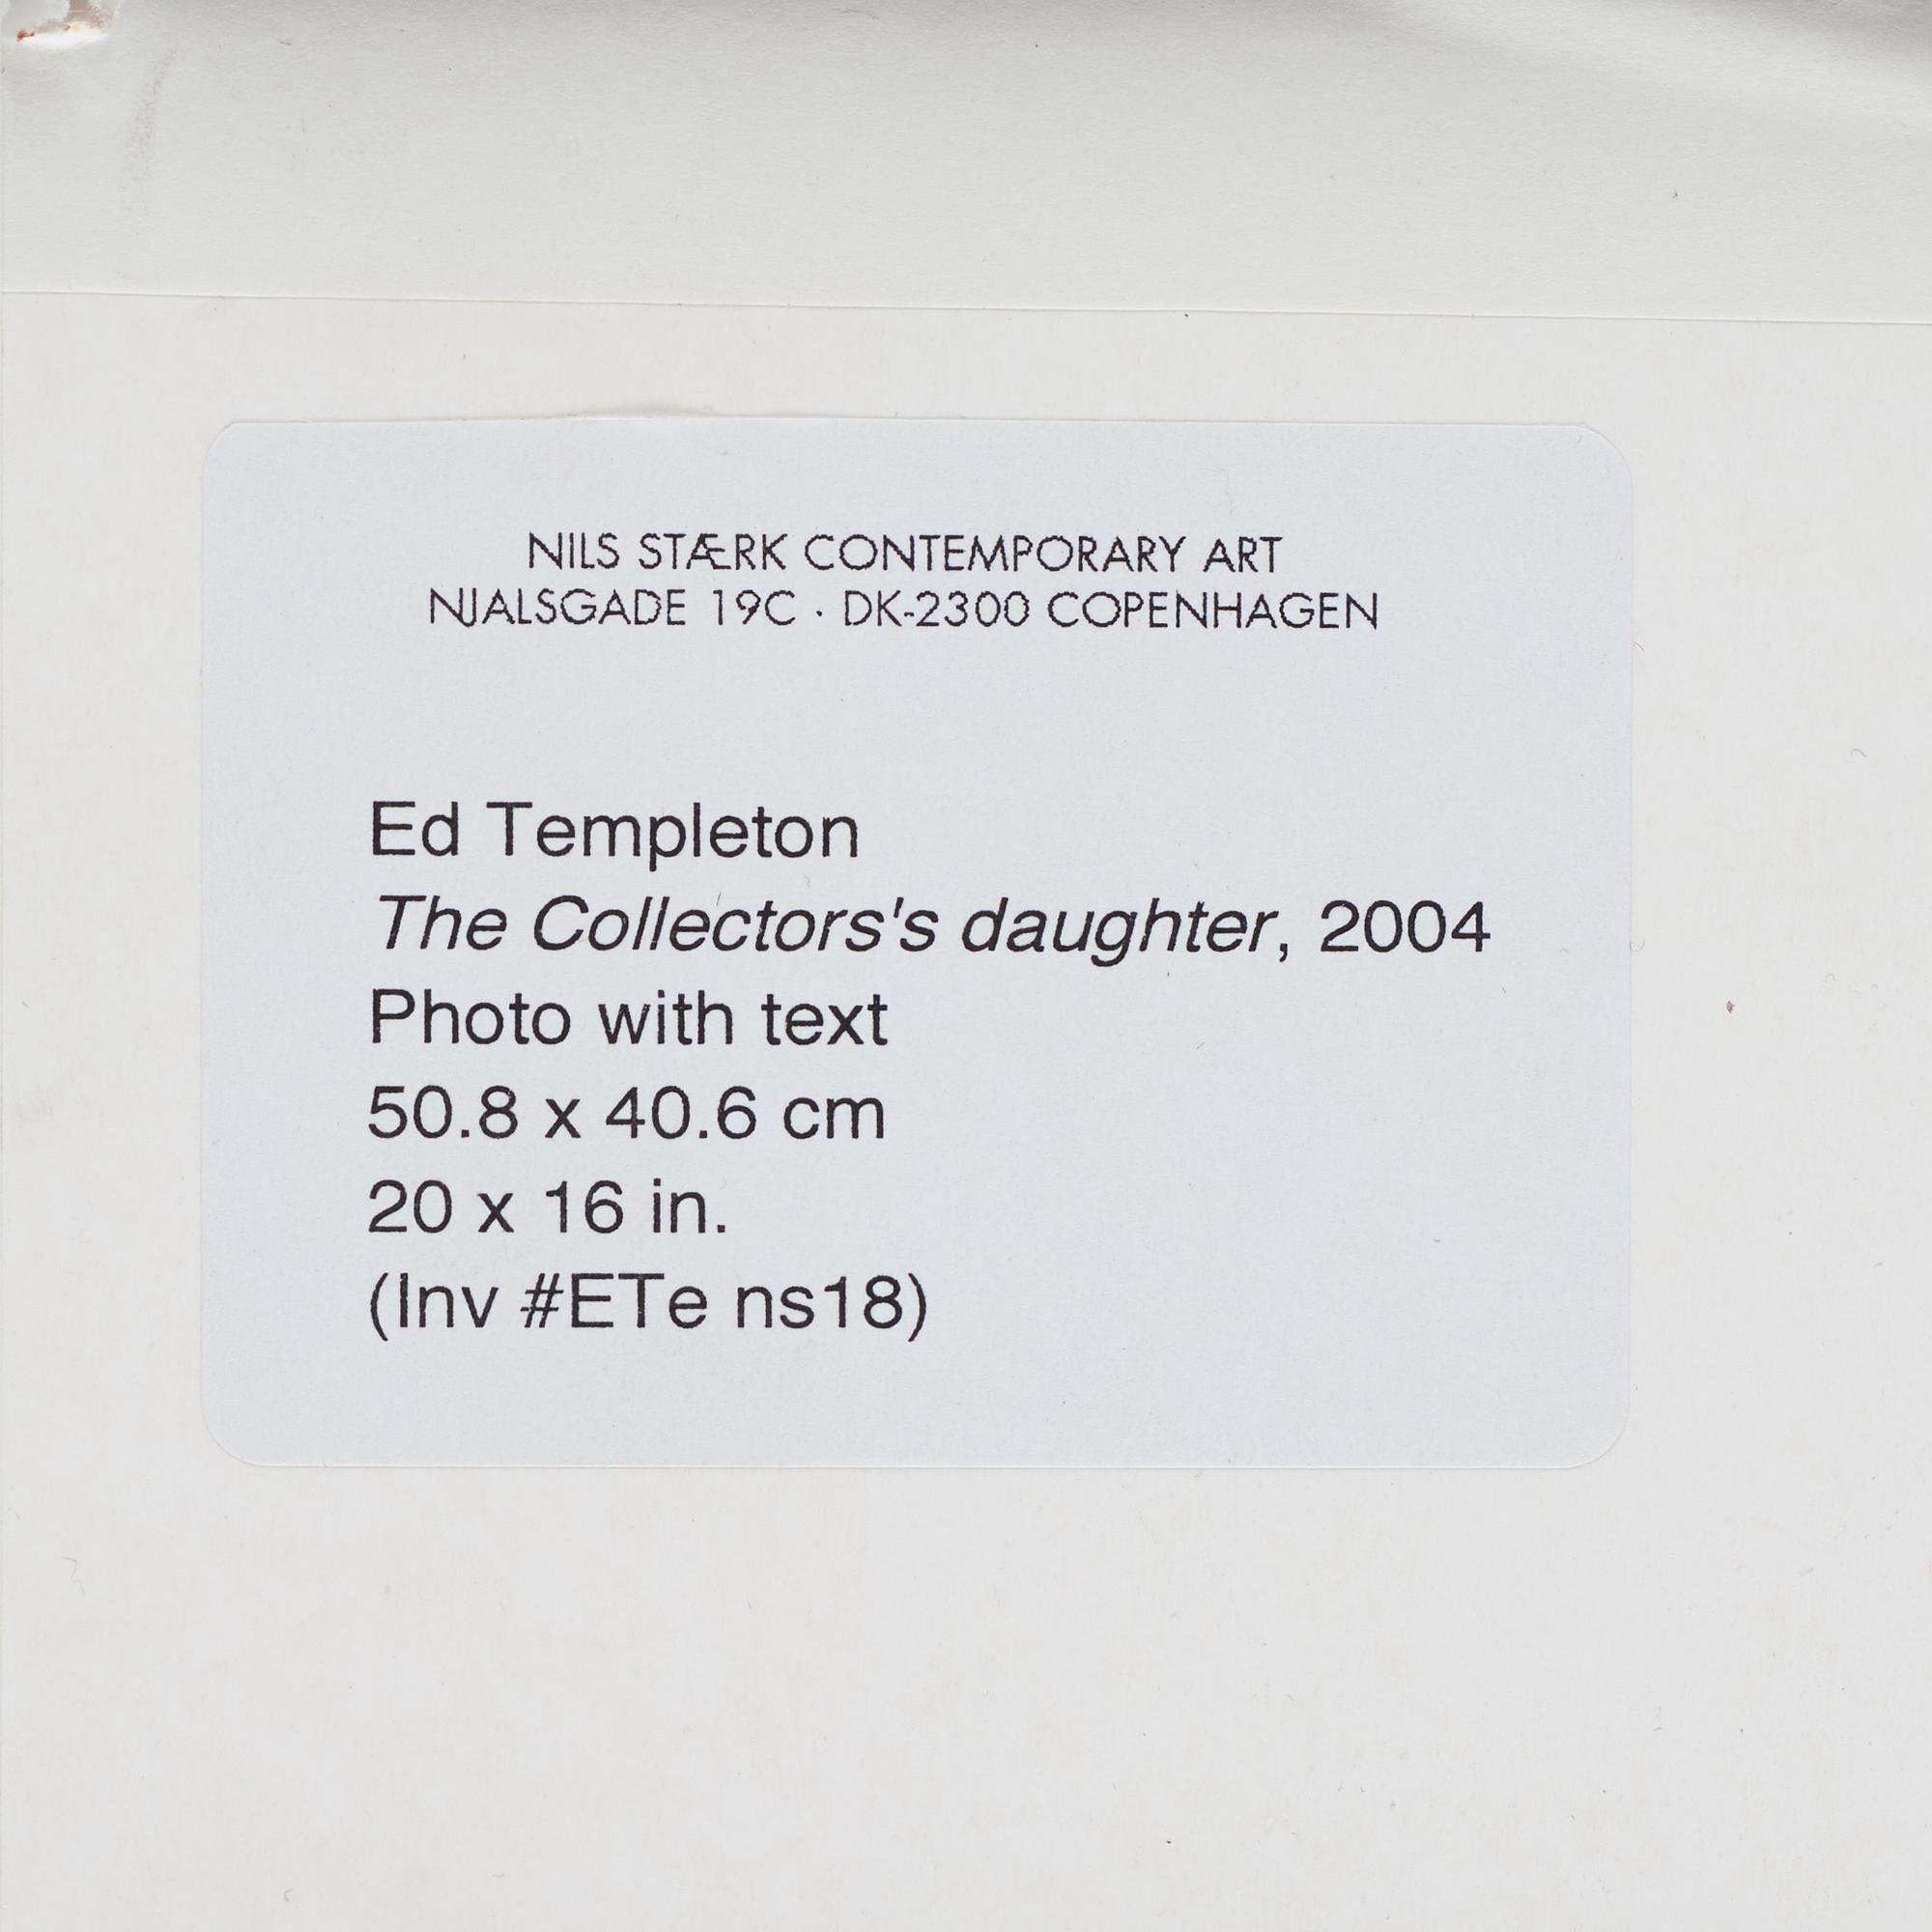 NILS STÆRK CONTEMPORARY ART
NJALSGADE 19C · DK-2300 COPENHAGEN
Ed Templeton
The Collectors's daughter, 2004
Photo with text
50.8 x 40.6 cm
20 x 16 in.
(Inv #ETe ns18)